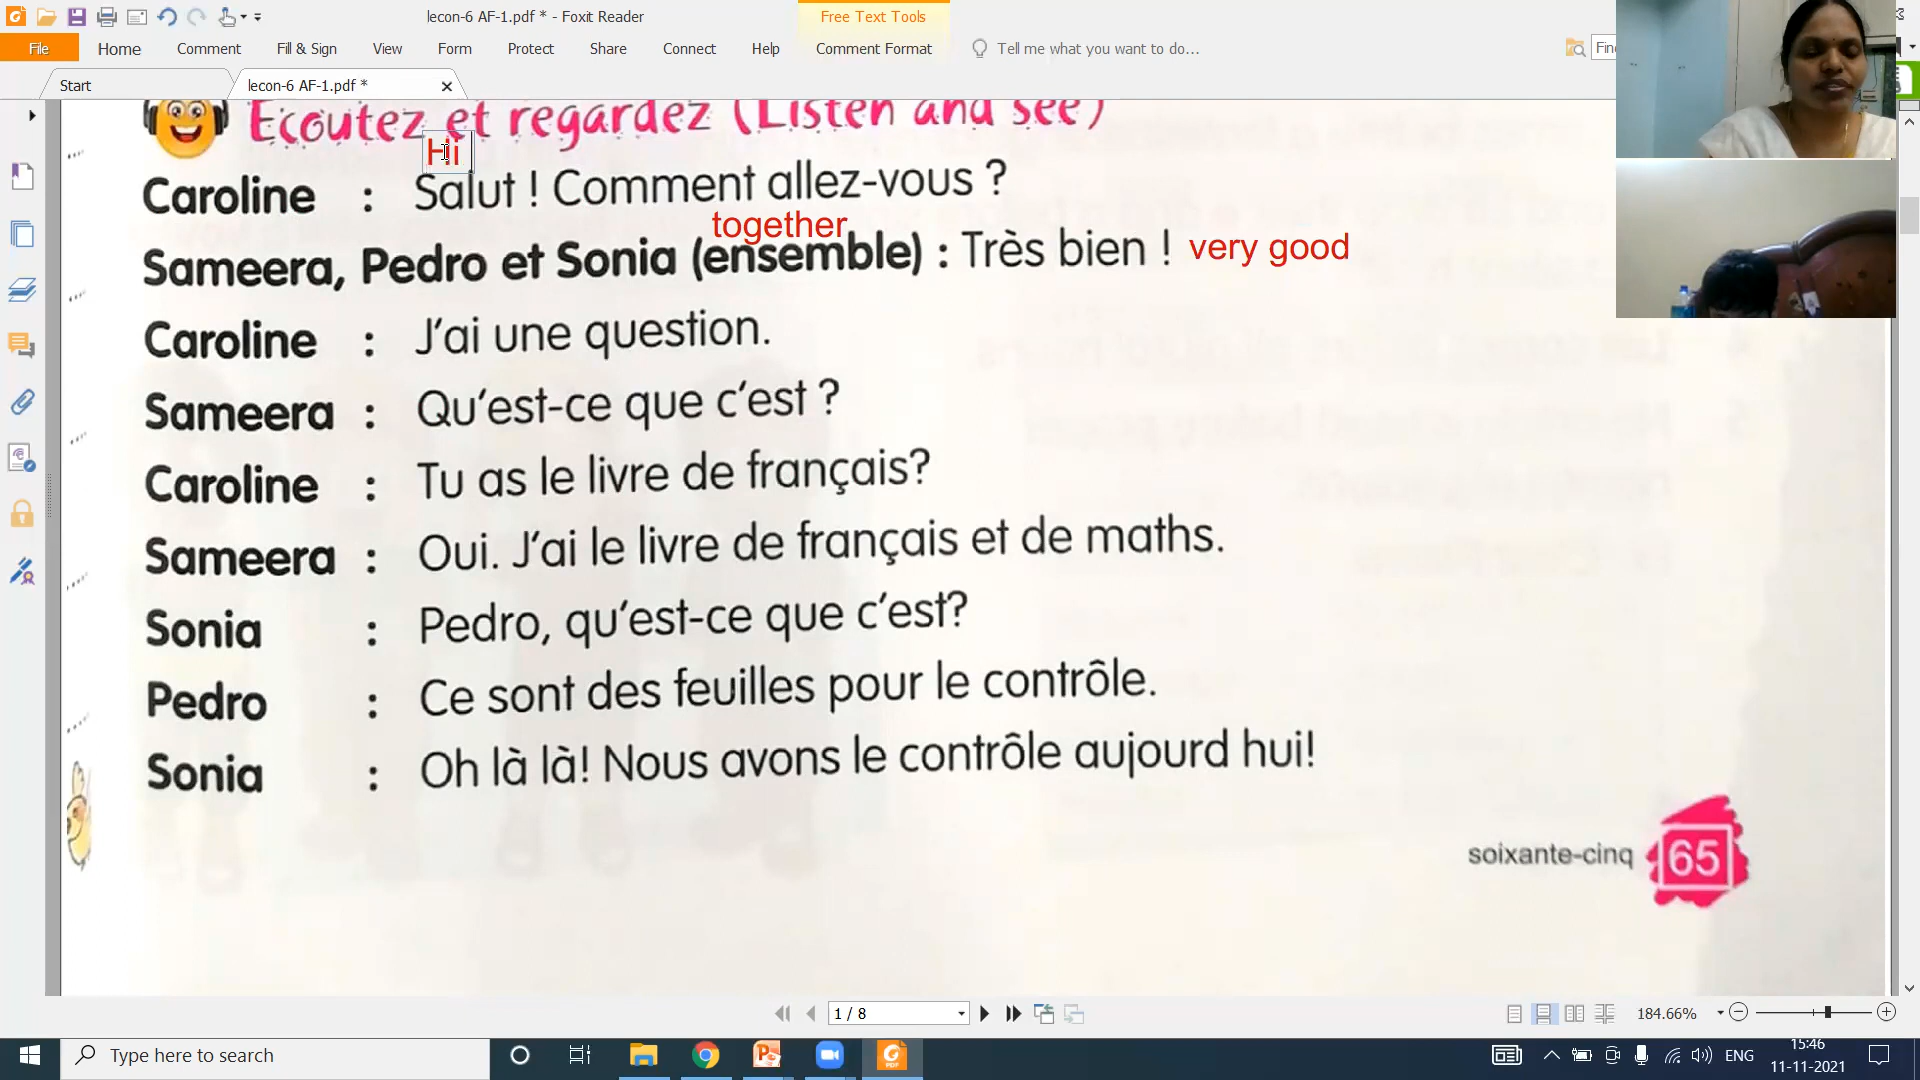 lecon-6 AF-1.pdf * - Foxit Reader
Free Text Tools
File Home Comment Fill & Sign View Form Protect Share Connect Help Comment Format Tell me what you want to do...
Start
lecon-6 AF-1.pdf *
Ecoutez et regardez (Listen and see)
Hi
Caroline : Salut ! Comment allez-vous ?
together
Sameera, Pedro et Sonia (ensemble) : Très bien ! very good
Caroline : J'ai une question.
Sameera : Qu'est-ce que c'est ?
Caroline : Tu as le livre de français?
Sameera : Oui. J'ai le livre de français et de maths.
Sonia : Pedro, qu'est-ce que c'est?
Pedro : Ce sont des feuilles pour le contrôle.
Sonia : Oh là là! Nous avons le contrôle aujourd hui!
soixante-cinq 65
1 / 8
184.66%
Type here to search
ENG
15:46
11-11-2021